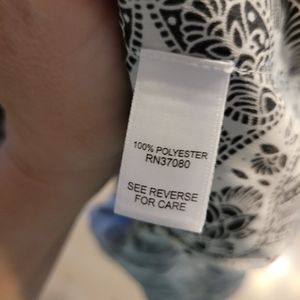 100% POLYESTER
RN37080
SEE REVERSE
FOR CARE